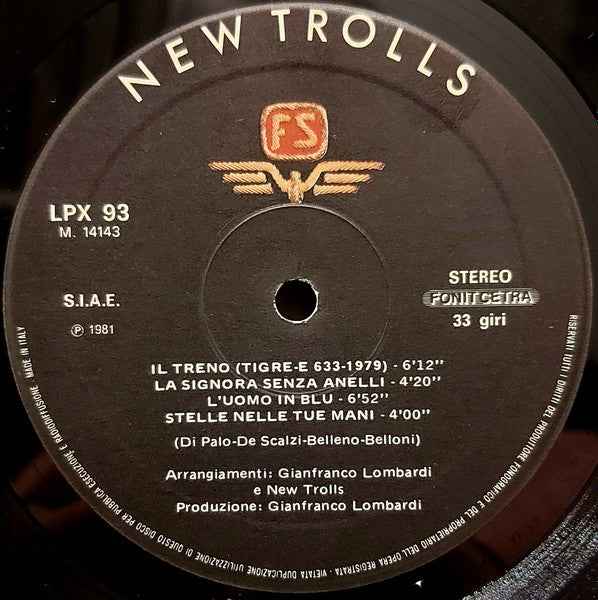 NEW TROLLS
FS
LPX 93
M. 14143
S.I.A.E.
Ⓟ 1981
STEREO
FONIT CETRA
33 giri
IL TRENO (TIGRE-E 633-1979) - 6'12"
LA SIGNORA SENZA ANELLI - 4'20"
L'UOMO IN BLU - 6'52"
STELLE NELLE TUE MANI - 4'00"
(Di Palo-De Scalzi-Belleno-Belloni)
Arrangiamenti: Gianfranco Lombardi
e New Trolls
Produzione: Gianfranco Lombardi
RISERVATI TUTTI I DIRITTI DEL PRODUTTORE FONOGRAFICO E DEL PROPRIETARIO DELL'OPERA REGISTRATA - VIETATA DUPLICAZIONE UTILIZZAZIONE DI QUESTO DISCO PER PUBBLICA ESECUZIONE E RADIODIFFUSIONE. MADE IN ITALY